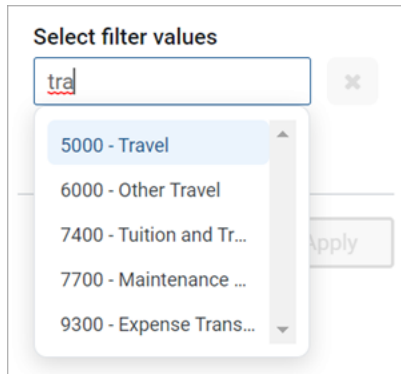 Select filter values
tra
5000 - Travel
6000 - Other Travel
7400 - Tuition and Tr...
Apply
7700 - Maintenance ...
9300 - Expense Trans...